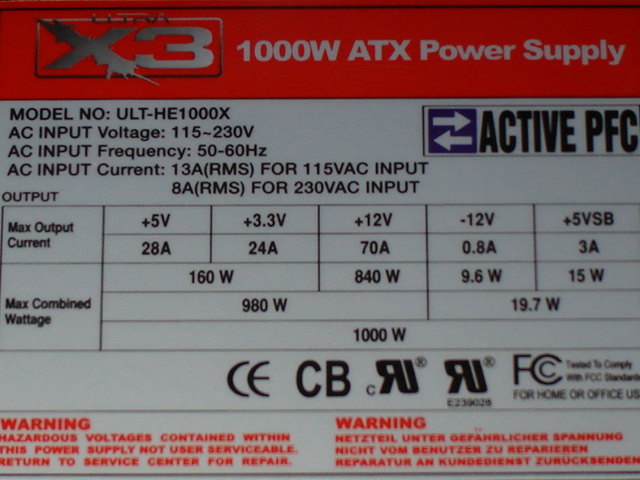 ULTRA
X3 1000W ATX Power Supply
MODEL NO: ULT-HE1000X
AC INPUT Voltage: 115~230V
AC INPUT Frequency: 50-60Hz
AC INPUT Current: 13A(RMS) FOR 115VAC INPUT
8A(RMS) FOR 230VAC INPUT
ACTIVE PFC
OUTPUT
Max Output Current +5V +3.3V +12V -12V +5VSB
28A 24A 70A 0.8A 3A
Max Combined Wattage 160 W 840 W 9.6 W 15 W
980 W 19.7 W
1000 W
CE CB c RU ® RU ® FC
E239028
Tested To Comply
With FCC Standards
FOR HOME OR OFFICE US
WARNING
HAZARDOUS VOLTAGES CONTAINED WITHIN
THIS POWER SUPPLY NOT USER SERVICEABLE.
RETURN TO SERVICE CENTER FOR REPAIR.
WARNING
NETZTEIL UNTER GEFÄHRLICHER SPANNUNG
NICHT VOM BENUTZER ZU REPARIEREN
REPARATUR AN KUNDEDIENST ZURÜCKSENDEN